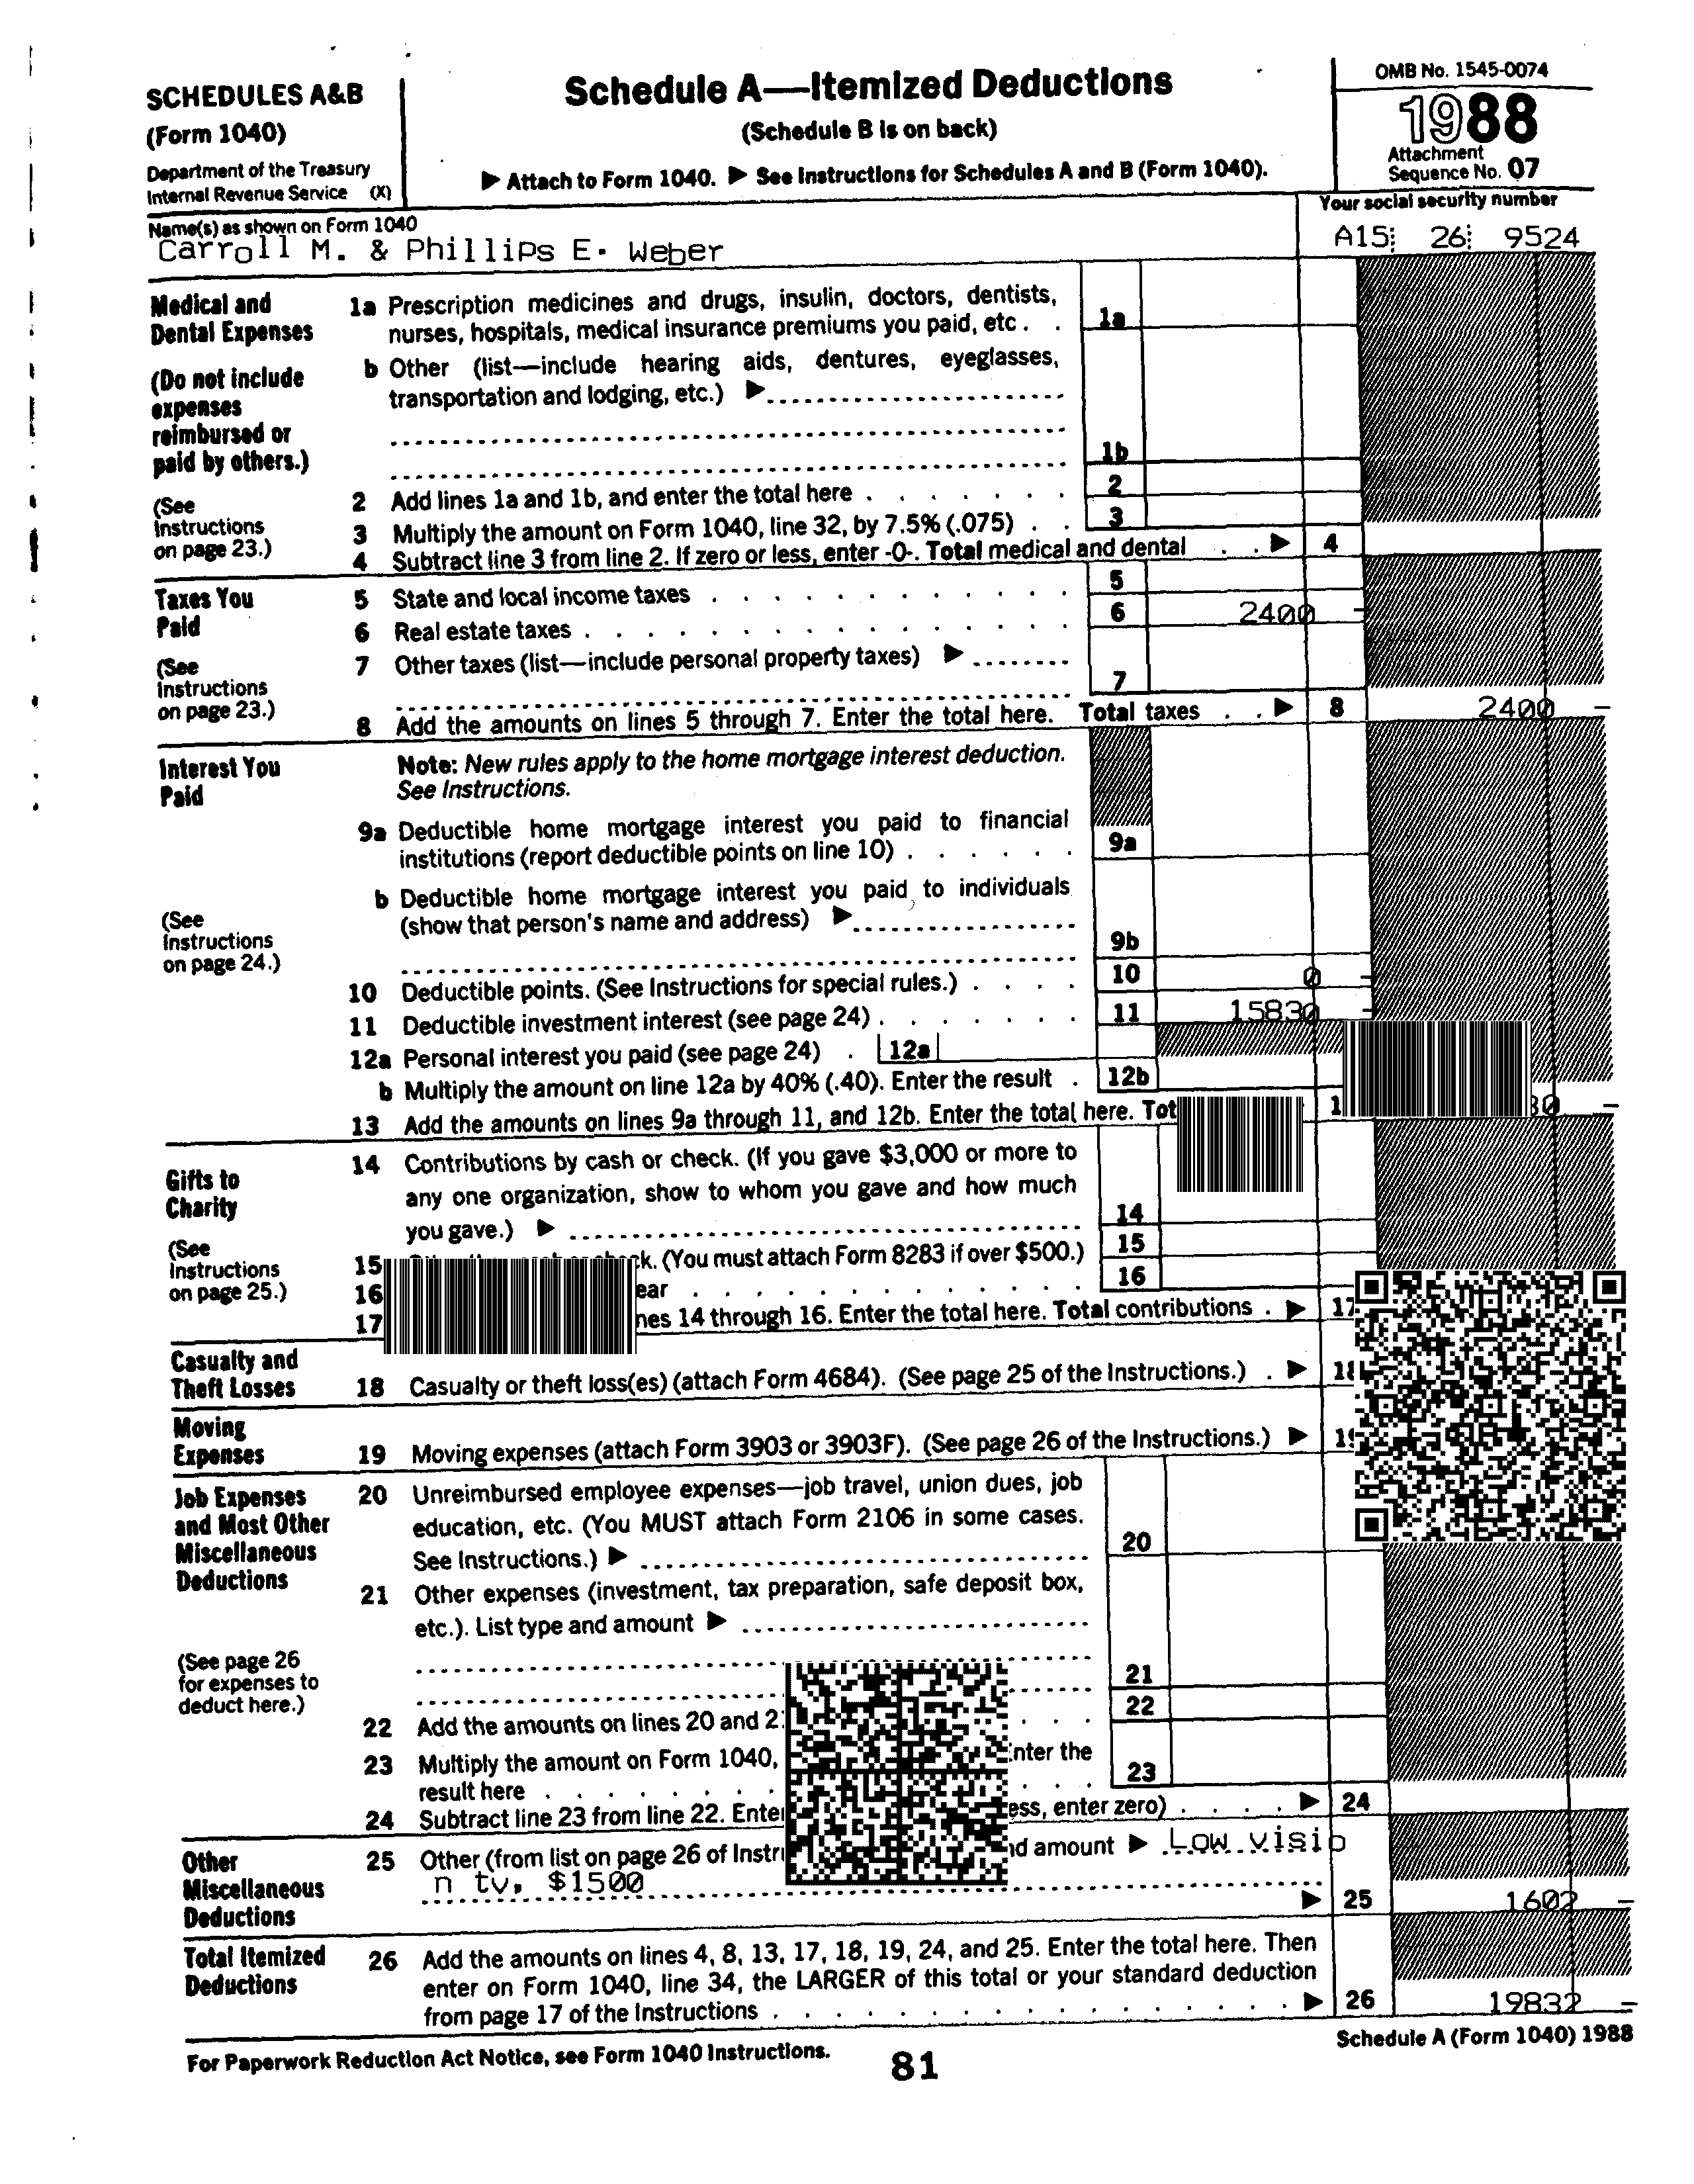 SCHEDULES A&B
(Form 1040)
Department of the Treasury
Internal Revenue Service (X)
Schedule A—Itemized Deductions
(Schedule B is on back)
▶ Attach to Form 1040. ▶ See Instructions for Schedules A and B (Form 1040).
OMB No. 1545-0074
1988
Attachment
Sequence No. 07
Name(s) as shown on Form 1040
Carroll M. & Phillips E. Weber
Your social security number
A15 26 9524
Medical and
Dental Expenses
(Do not include
expenses
reimbursed or
paid by others.)
(See
Instructions
on page 23.)
1a Prescription medicines and drugs, insulin, doctors, dentists,
nurses, hospitals, medical insurance premiums you paid, etc. . 1a
b Other (list—include hearing aids, dentures, eyeglasses,
transportation and lodging, etc.) ▶
1b
2 Add lines 1a and 1b, and enter the total here . . . . . . . 2
3 Multiply the amount on Form 1040, line 32, by 7.5% (.075) . . 3
4 Subtract line 3 from line 2. If zero or less, enter -0-. Total medical and dental . . ▶ 4
Taxes You
Paid
(See
Instructions
on page 23.)
5 State and local income taxes . . . . . . . . . . . . 5
6 Real estate taxes . . . . . . . . . . . . . . . . 6 2400 -
7 Other taxes (list—include personal property taxes) ▶
7
8 Add the amounts on lines 5 through 7. Enter the total here. Total taxes . . ▶ 8 2400 -
Interest You
Paid
(See
Instructions
on page 24.)
Note: New rules apply to the home mortgage interest deduction.
See Instructions.
9a Deductible home mortgage interest you paid to financial
institutions (report deductible points on line 10) . . . . . . 9a
b Deductible home mortgage interest you paid to individuals
(show that person's name and address) ▶
9b
10 Deductible points. (See Instructions for special rules.) . . . . 10 0 -
11 Deductible investment interest (see page 24) . . . . . . . 11 15830 -
12a Personal interest you paid (see page 24) . 12a
b Multiply the amount on line 12a by 40% (.40). Enter the result . 12b
13 Add the amounts on lines 9a through 11, and 12b. Enter the total here.
Gifts to
Charity
(See
Instructions
on page 25.)
14 Contributions by cash or check. (If you gave $3,000 or more to
any one organization, show to whom you gave and how much
you gave.) ▶ 14
15 (You must attach Form 8283 if over $500.) 15
16 . . . . . . . . . . . . 16
17 14 through 16. Enter the total here. Total contributions . ▶ 17
Casualty and
Theft Losses
18 Casualty or theft loss(es) (attach Form 4684). (See page 25 of the Instructions.) . ▶
Moving
Expenses
19 Moving expenses (attach Form 3903 or 3903F). (See page 26 of the Instructions.) ▶
Job Expenses
and Most Other
Miscellaneous
Deductions
(See page 26
for expenses to
deduct here.)
20 Unreimbursed employee expenses—job travel, union dues, job
education, etc. (You MUST attach Form 2106 in some cases.
See Instructions.) ▶ 20
21 Other expenses (investment, tax preparation, safe deposit box,
etc.). List type and amount ▶
21
22 Add the amounts on lines 20 and . . . 22
23 Multiply the amount on Form 1040, the
result here . . . . . . . . . 23
24 Subtract line 23 from line 22. enter zero) . . . . ▶ 24
Other
Miscellaneous
Deductions
25 Other (from list on page 26 of amount ▶ Low visio
n tv. $1500
▶ 25 1602 -
Total Itemized
Deductions
26 Add the amounts on lines 4, 8, 13, 17, 18, 19, 24, and 25. Enter the total here. Then
enter on Form 1040, line 34, the LARGER of this total or your standard deduction
from page 17 of the Instructions . . . . . . . . . . . . . . . . ▶ 26 19832 -
For Paperwork Reduction Act Notice, see Form 1040 Instructions.
81
Schedule A (Form 1040) 1988